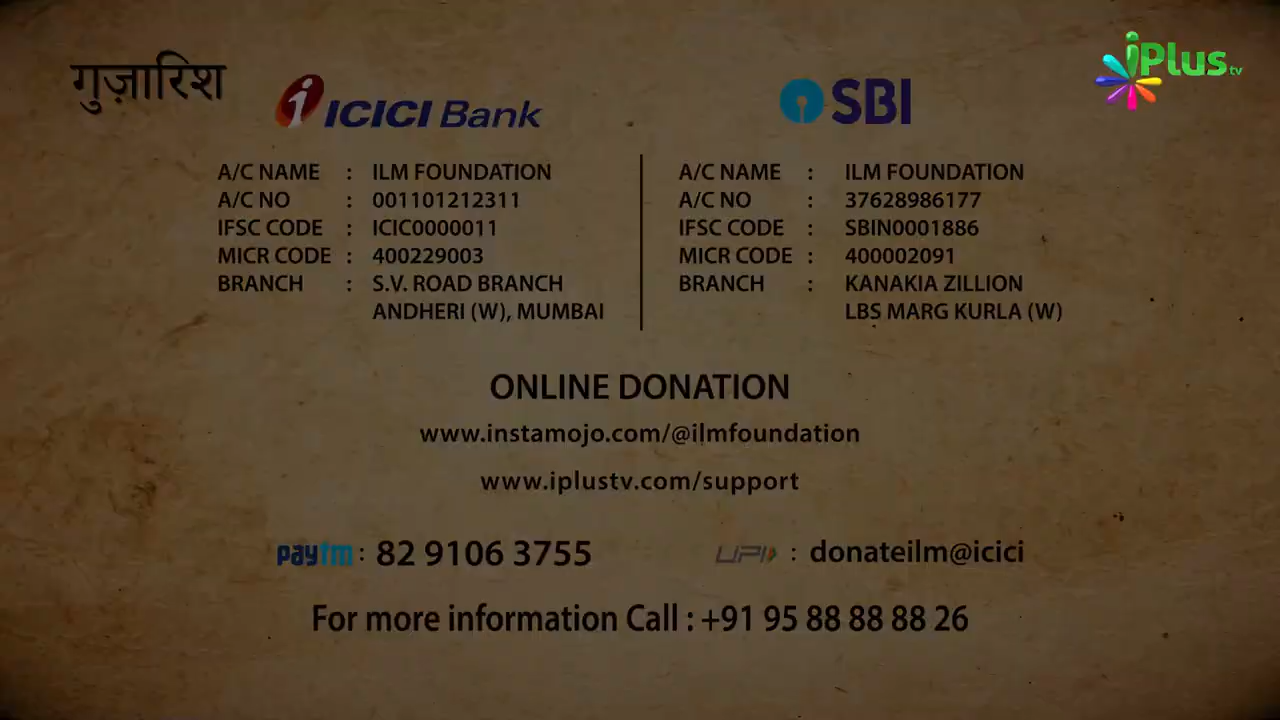 गुज़ारिश
iPlus tv
ICICI Bank
A/C NAME : ILM FOUNDATION
A/C NO : 001101212311
IFSC CODE : ICIC0000011
MICR CODE : 400229003
BRANCH : S.V. ROAD BRANCH
ANDHERI (W), MUMBAI
SBI
A/C NAME : ILM FOUNDATION
A/C NO : 37628986177
IFSC CODE : SBIN0001886
MICR CODE : 400002091
BRANCH : KANAKIA ZILLION
LBS MARG KURLA (W)
ONLINE DONATION
www.instamojo.com/@ilmfoundation
www.iplustv.com/support
paytm : 82 9106 3755
UPI : donateilm@icici
For more information Call : +91 95 88 88 88 26